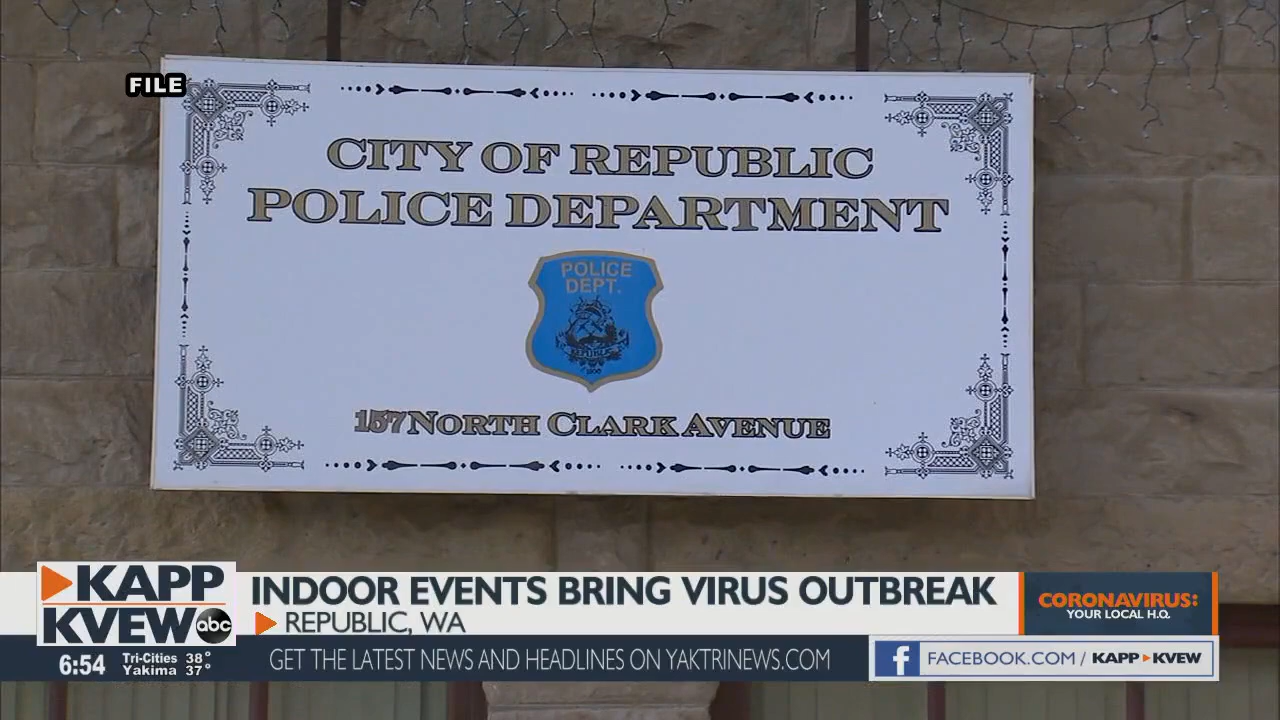 FILE
CITY OF REPUBLIC
POLICE DEPARTMENT
POLICE
DEPT.
REPUBLIC
1900
157 NORTH CLARK AVENUE
KAPP
KVEW abc
INDOOR EVENTS BRING VIRUS OUTBREAK
REPUBLIC, WA
CORONAVIRUS:
YOUR LOCAL H.Q.
6:54
Tri-Cities 38°
Yakima 37°
GET THE LATEST NEWS AND HEADLINES ON YAKTRINEWS.COM
f FACEBOOK.COM / KAPP KVEW